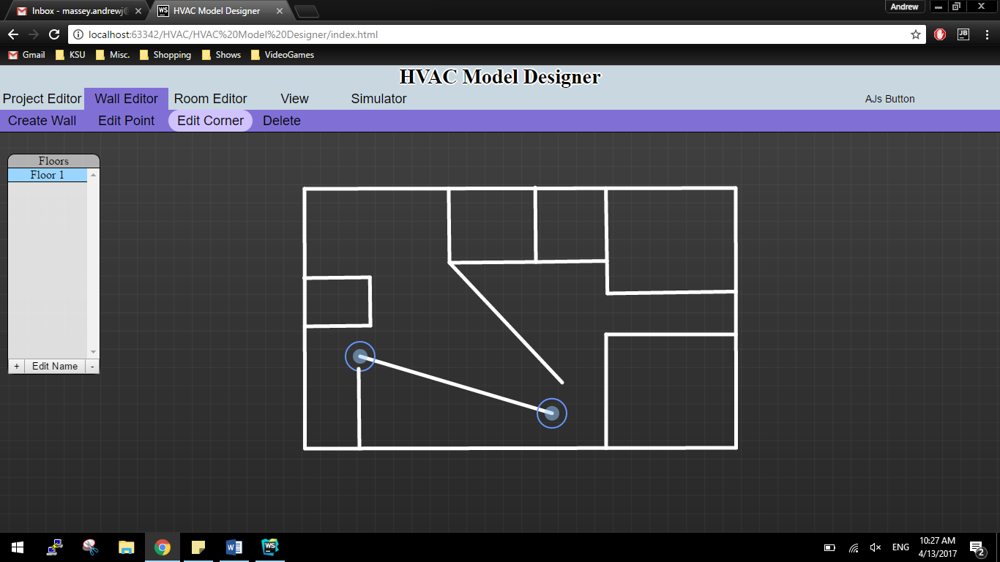 Inbox - massey.andrewj@
WS HVAC Model Designer
Andrew
localhost:63342/HVAC/HVAC%20Model%20Designer/index.html
JB
Gmail KSU Misc. Shopping Shows VideoGames
HVAC Model Designer
Project Editor Wall Editor Room Editor View Simulator AJs Button
Create Wall Edit Point Edit Corner Delete
Floors
Floor 1
+ Edit Name -
W WS ENG 10:27 AM
4/13/2017 2